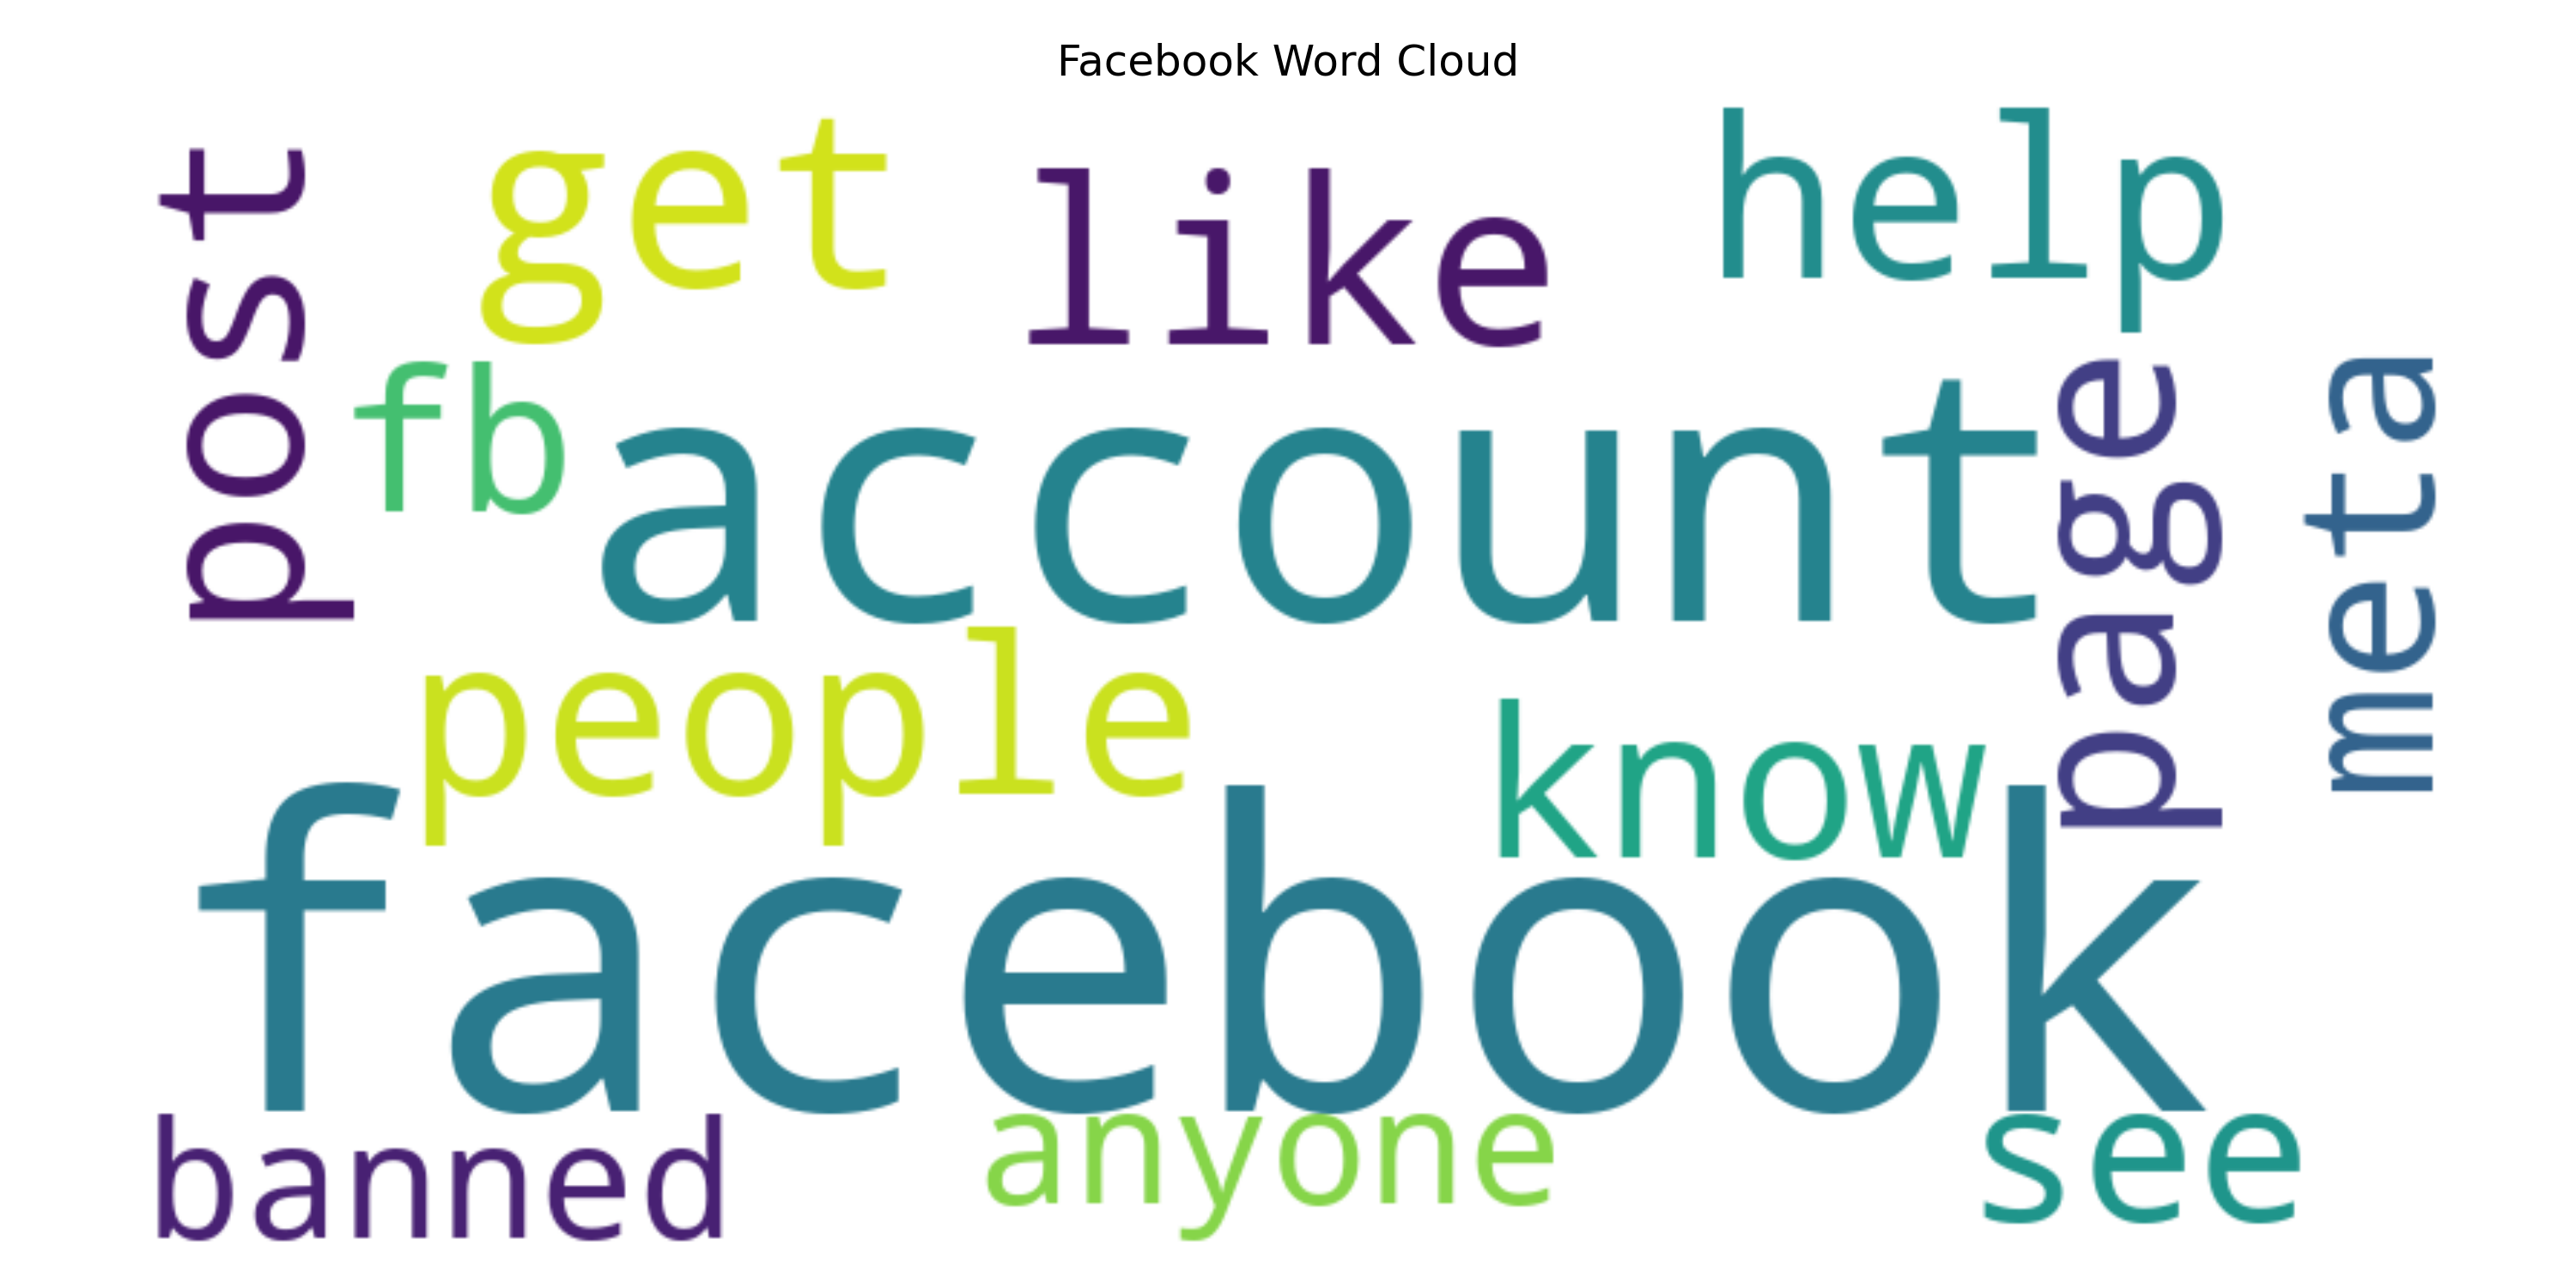 Facebook Word Cloud
post
get
like
help
fb
account
page
meta
people
know
facebook
banned
anyone
see